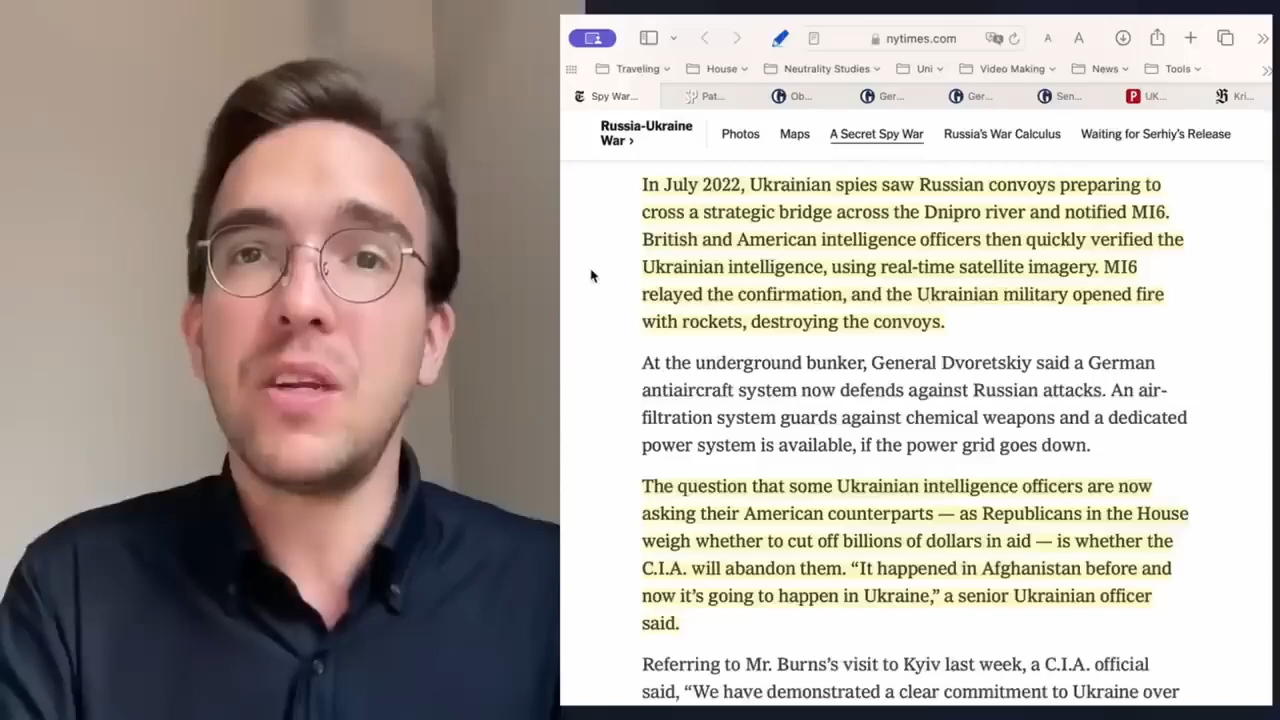 nytimes.com
A A
Traveling House Neutrality Studies Uni Video Making News Tools
Spy War... Pat... Ob... Ger... Ger... Sen... UK... Kri...
Russia-Ukraine
War ›
Photos Maps A Secret Spy War Russia's War Calculus Waiting for Serhiy's Release
In July 2022, Ukrainian spies saw Russian convoys preparing to
cross a strategic bridge across the Dnipro river and notified MI6.
British and American intelligence officers then quickly verified the
Ukrainian intelligence, using real-time satellite imagery. MI6
relayed the confirmation, and the Ukrainian military opened fire
with rockets, destroying the convoys.
At the underground bunker, General Dvoretskiy said a German
antiaircraft system now defends against Russian attacks. An air-
filtration system guards against chemical weapons and a dedicated
power system is available, if the power grid goes down.
The question that some Ukrainian intelligence officers are now
asking their American counterparts — as Republicans in the House
weigh whether to cut off billions of dollars in aid — is whether the
C.I.A. will abandon them. “It happened in Afghanistan before and
now it’s going to happen in Ukraine,” a senior Ukrainian officer
said.
Referring to Mr. Burns’s visit to Kyiv last week, a C.I.A. official
said, “We have demonstrated a clear commitment to Ukraine over